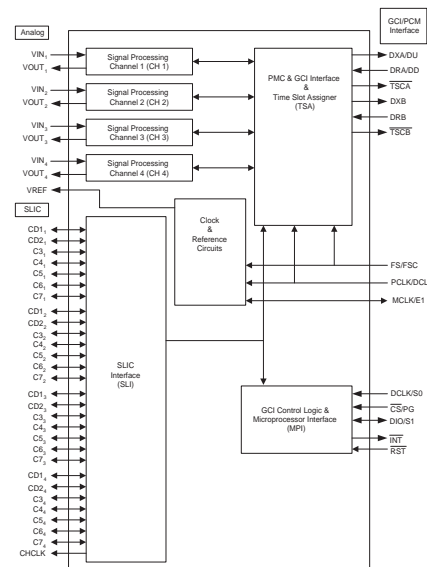 Analog
GCI/PCM
Interface
VIN₁
VOUT₁
Signal Processing
Channel 1 (CH 1)
VIN₂
VOUT₂
Signal Processing
Channel 2 (CH 2)
VIN₃
VOUT₃
Signal Processing
Channel 3 (CH 3)
VIN₄
VOUT₄
Signal Processing
Channel 4 (CH 4)
PMC & GCI Interface
&
Time Slot Assigner
(TSA)
DXA/DU
DRA/DD
TSCA
DXB
DRB
TSCB
VREF
SLIC
Clock
&
Reference
Circuits
FS/FSC
PCLK/DCL
MCLK/E1
CD1₁
CD2₁
C3₁
C4₁
C5₁
C6₁
C7₁
CD1₂
CD2₂
C3₂
C4₂
C5₂
C6₂
C7₂
CD1₃
CD2₃
C3₃
C4₃
C5₃
C6₃
C7₃
CD1₄
CD2₄
C3₄
C4₄
C5₄
C6₄
C7₄
CHCLK
SLIC
Interface
(SLI)
GCI Control Logic &
Microprocessor Interface
(MPI)
DCLK/S0
CS/PG
DIO/S1
INT
RST